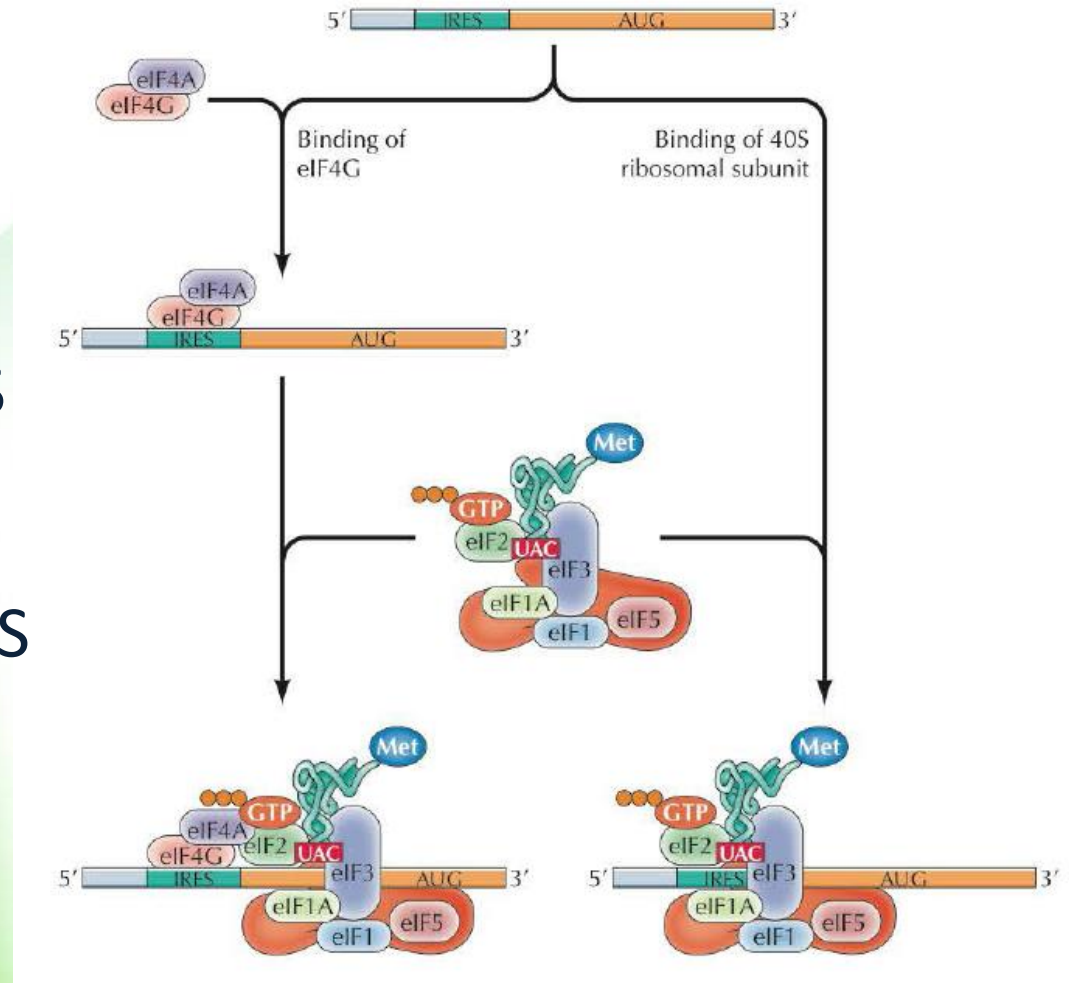 5′ IRES AUG 3′
eIF4A
eIF4G
Binding of
eIF4G
Binding of 40S
ribosomal subunit
eIF4A
eIF4G
5′ IRES AUG 3′
S
S
Met
GTP
eIF2
UAC
eIF3
eIF1A
eIF5
eIF1
Met
GTP
eIF4A
eIF2
eIF4G
UAC
5′ IRES eIF3 AUG 3′
eIF1A
eIF5
eIF1
Met
GTP
eIF2
UAC
5′ IRES eIF3 AUG 3′
eIF1A
eIF5
eIF1